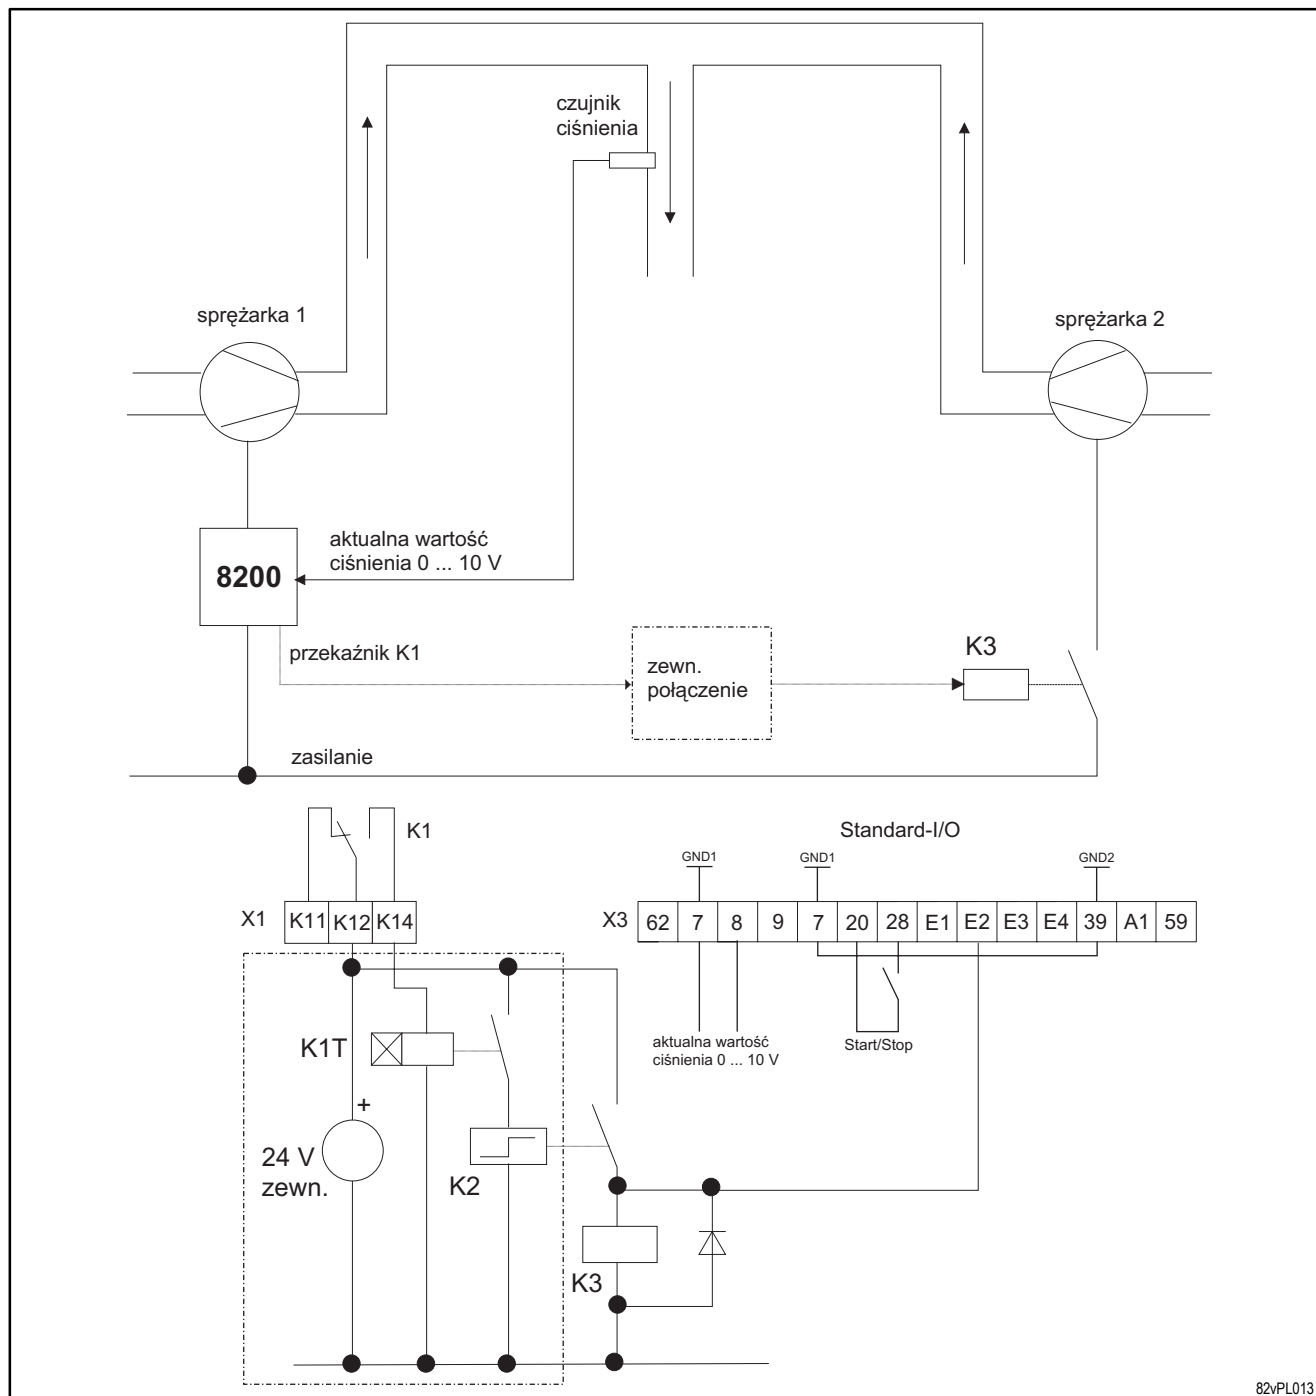 czujnik
ciśnienia
sprężarka 1
sprężarka 2
aktualna wartość
ciśnienia 0 ... 10 V
8200
przekaźnik K1
zewn.
połączenie
K3
zasilanie
K1
Standard-I/O
GND1
GND1
GND2
X1 K11 K12 K14
X3 62 7 8 9 7 20 28 E1 E2 E3 E4 39 A1 59
K1T
aktualna wartość
ciśnienia 0 ... 10 V
Start/Stop
+
24 V
zewn.
K2
K3
82vPL013